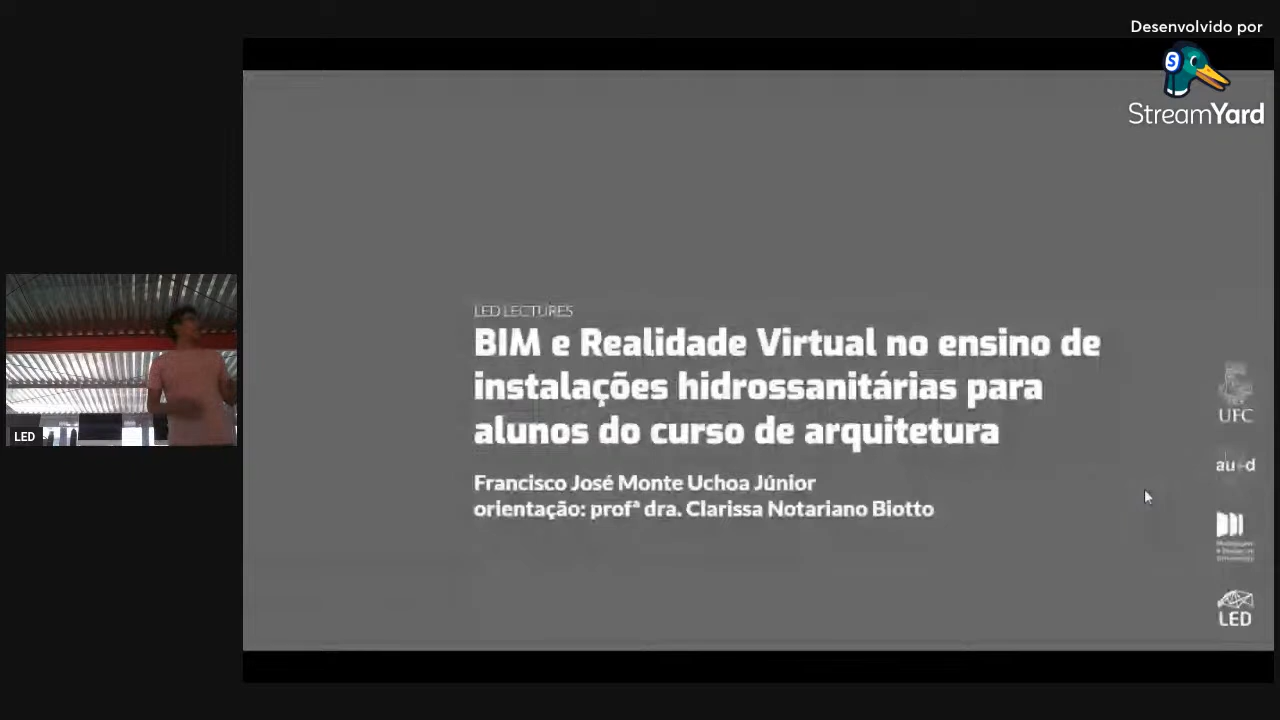 Desenvolvido por
StreamYard
LED LECTURES
BIM e Realidade Virtual no ensino de
instalações hidrossanitárias para
alunos do curso de arquitetura
Francisco José Monte Uchoa Júnior
orientação: profª dra. Clarissa Notariano Biotto
UFC
au+d
LED
LED